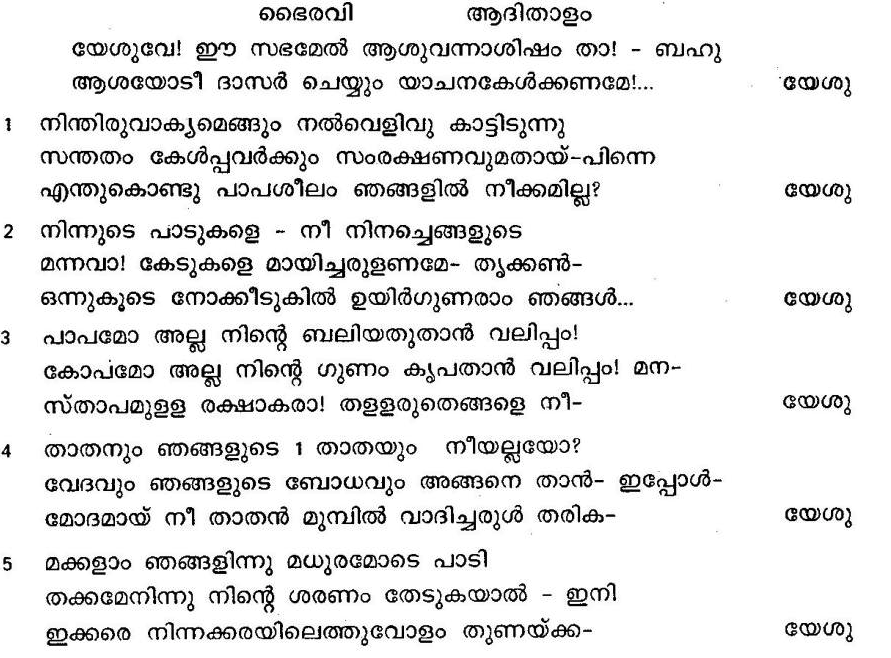 ഭൈരവി ആദിതാളം
യേശുവേ! ഈ സഭമേൽ ആശുവന്നാശിഷം താ! - ബഹു
ആശയോടീ ദാസർ ചെയ്യും യാചനകേൾക്കണമേ!... യേശു
1 നിന്തിരുവാക്യമെങ്ങും നൽവെളിവു കാട്ടിടുന്നു
സന്തതം കേൾപ്പവർക്കും സംരക്ഷണവുമതായ്-പിന്നെ
എന്തുകൊണ്ടു പാപശീലം ഞങ്ങളിൽ നീക്കമില്ല? യേശു
2 നിന്നുടെ പാടുകളെ - നീ നിനച്ചെങ്ങളുടെ
മന്നവാ! കേടുകളെ മായിച്ചരുളണമേ- തൃക്കൺ-
ഒന്നുകൂടെ നോക്കീടുകിൽ ഉയിർഗുണരാം ഞങ്ങൾ... യേശു
3 പാപമോ അല്ല നിന്റെ ബലിയതുതാൻ വലിപ്പം!
കോപമോ അല്ല നിന്റെ ഗുണം കൃപതാൻ വലിപ്പം! മന-
സ്താപമുളള രക്ഷാകരാ! തളളരുതെങ്ങളെ നീ- യേശു
4 താതനും ഞങ്ങളുടെ 1 താതയും നീയല്ലയോ?
വേദവും ഞങ്ങളുടെ ബോധവും അങ്ങനെ താൻ- ഇപ്പോൾ-
മോദമായ് നീ താതൻ മുമ്പിൽ വാദിച്ചരുൾ തരിക- യേശു
5 മക്കളാം ഞങ്ങളിന്നു മധുരമോടെ പാടി
തക്കമേനിന്നു നിന്റെ ശരണം തേടുകയാൽ - ഇനി
ഇക്കരെ നിന്നക്കരയിലെത്തുവോളം തുണയ്ക്ക- യേശു